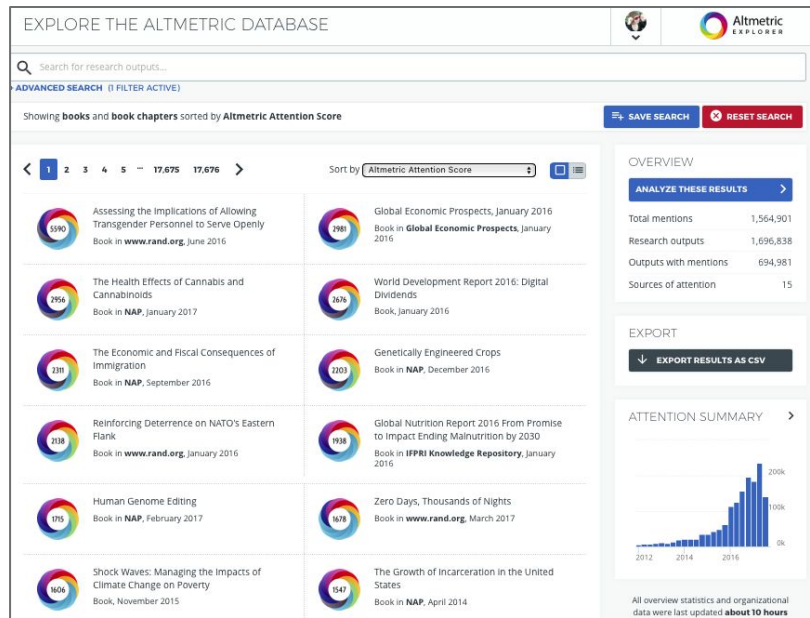 EXPLORE THE ALTMETRIC DATABASE
Altmetric
EXPLORER
Search for research outputs...
ADVANCED SEARCH (1 FILTER ACTIVE)
Showing books and book chapters sorted by Altmetric Attention Score
SAVE SEARCH
RESET SEARCH
1 2 3 4 5 ... 17,675 17,676
Sort by Altmetric Attention Score
5590
Assessing the Implications of Allowing
Transgender Personnel to Serve Openly
Book in www.rand.org, June 2016
2981
Global Economic Prospects, January 2016
Book in Global Economic Prospects, January
2016
2956
The Health Effects of Cannabis and
Cannabinoids
Book in NAP, January 2017
2676
World Development Report 2016: Digital
Dividends
Book, January 2016
2311
The Economic and Fiscal Consequences of
Immigration
Book in NAP, September 2016
2203
Genetically Engineered Crops
Book in NAP, December 2016
2138
Reinforcing Deterrence on NATO's Eastern
Flank
Book in www.rand.org, January 2016
1938
Global Nutrition Report 2016 From Promise
to Impact Ending Malnutrition by 2030
Book in IFPRI Knowledge Repository, January
2016
1715
Human Genome Editing
Book in NAP, February 2017
1678
Zero Days, Thousands of Nights
Book in www.rand.org, March 2017
1606
Shock Waves: Managing the Impacts of
Climate Change on Poverty
Book, November 2015
1547
The Growth of Incarceration in the United
States
Book in NAP, April 2014
OVERVIEW
ANALYZE THESE RESULTS
Total mentions 1,564,901
Research outputs 1,696,838
Outputs with mentions 694,981
Sources of attention 15
EXPORT
EXPORT RESULTS AS CSV
ATTENTION SUMMARY
200k
100k
0k
2012 2014 2016
All overview statistics and organizational
data were last updated about 10 hours